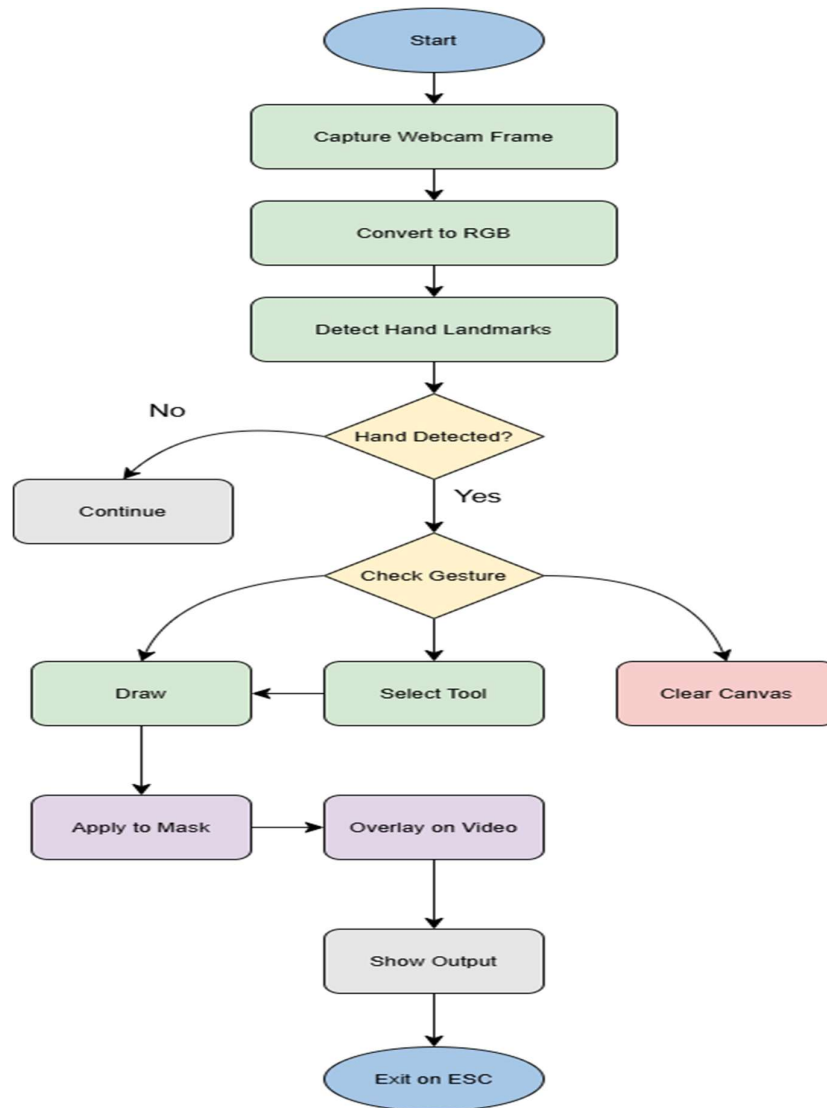 Start
Capture Webcam Frame
Convert to RGB
Detect Hand Landmarks
No
Hand Detected?
Continue
Yes
Check Gesture
Draw
Select Tool
Clear Canvas
Apply to Mask
Overlay on Video
Show Output
Exit on ESC